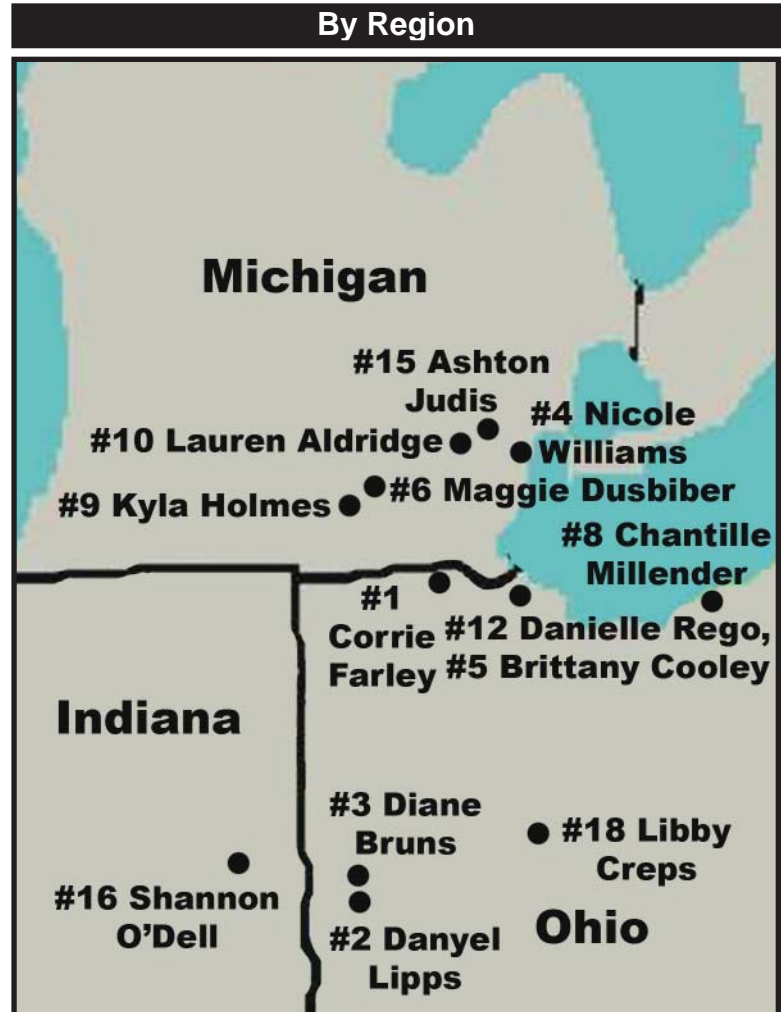 By Region
Michigan
#15 Ashton
Judis
#4 Nicole
Williams
#10 Lauren Aldridge
#6 Maggie Dusbiber
#9 Kyla Holmes
#8 Chantille
Millender
#1
Corrie
Farley
#12 Danielle Rego,
#5 Brittany Cooley
Indiana
#3 Diane
Bruns
#18 Libby
Creps
#16 Shannon
O'Dell
#2 Danyel
Lipps
Ohio